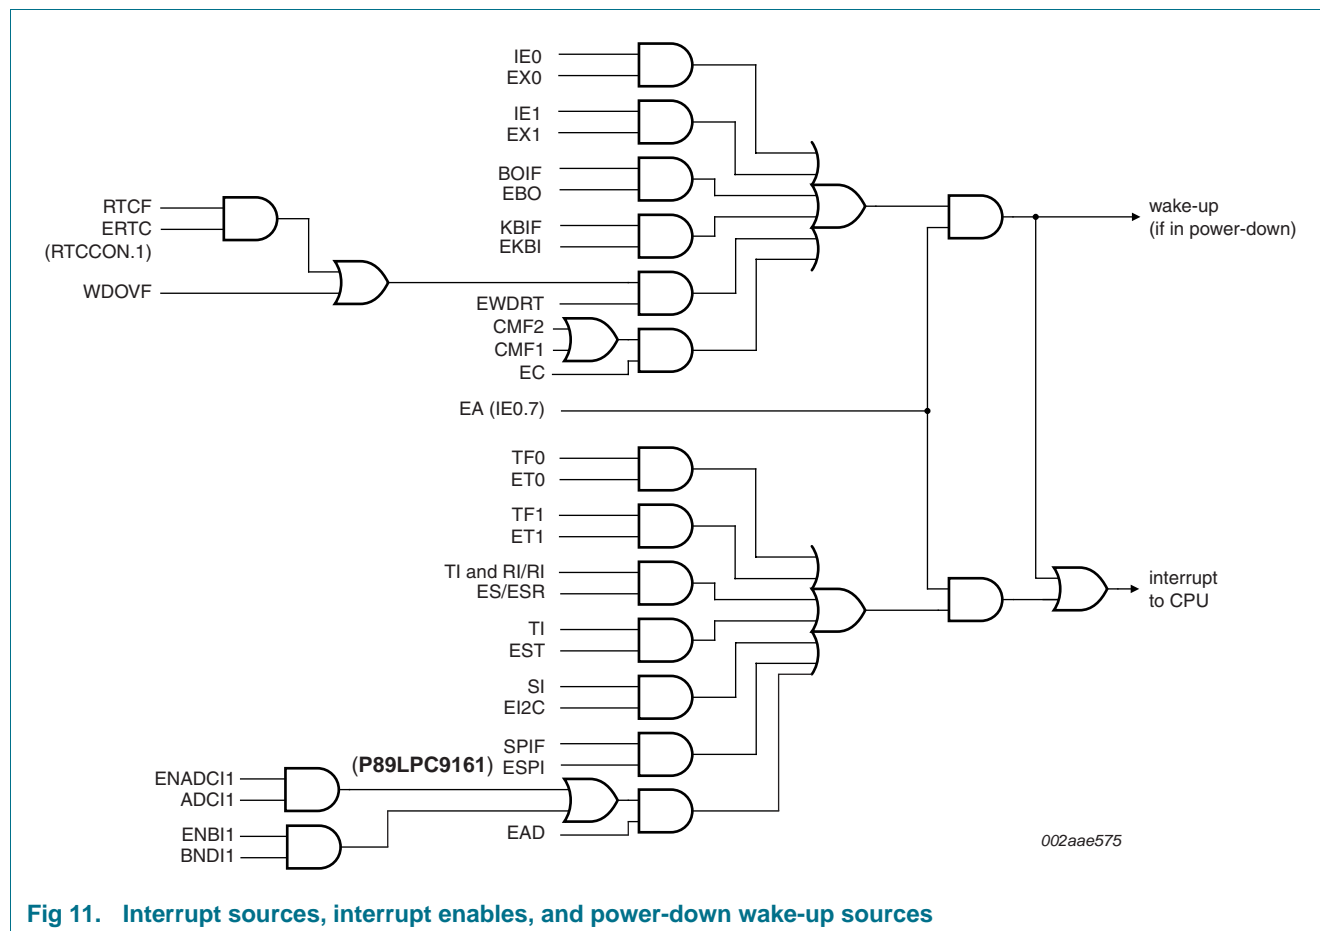 IE0
EX0
IE1
EX1
BOIF
EBO
KBIF
EKBI
RTCF
ERTC
(RTCCON.1)
WDOVF
EWDRT
CMF2
CMF1
EC
wake-up
(if in power-down)
EA (IE0.7)
TF0
ET0
TF1
ET1
TI and RI/RI
ES/ESR
TI
EST
SI
EI2C
SPIF
(P89LPC9161) ESPI
interrupt
to CPU
ENADCI1
ADCI1
ENBI1
BNDI1
EAD
002aae575
Fig 11. Interrupt sources, interrupt enables, and power-down wake-up sources